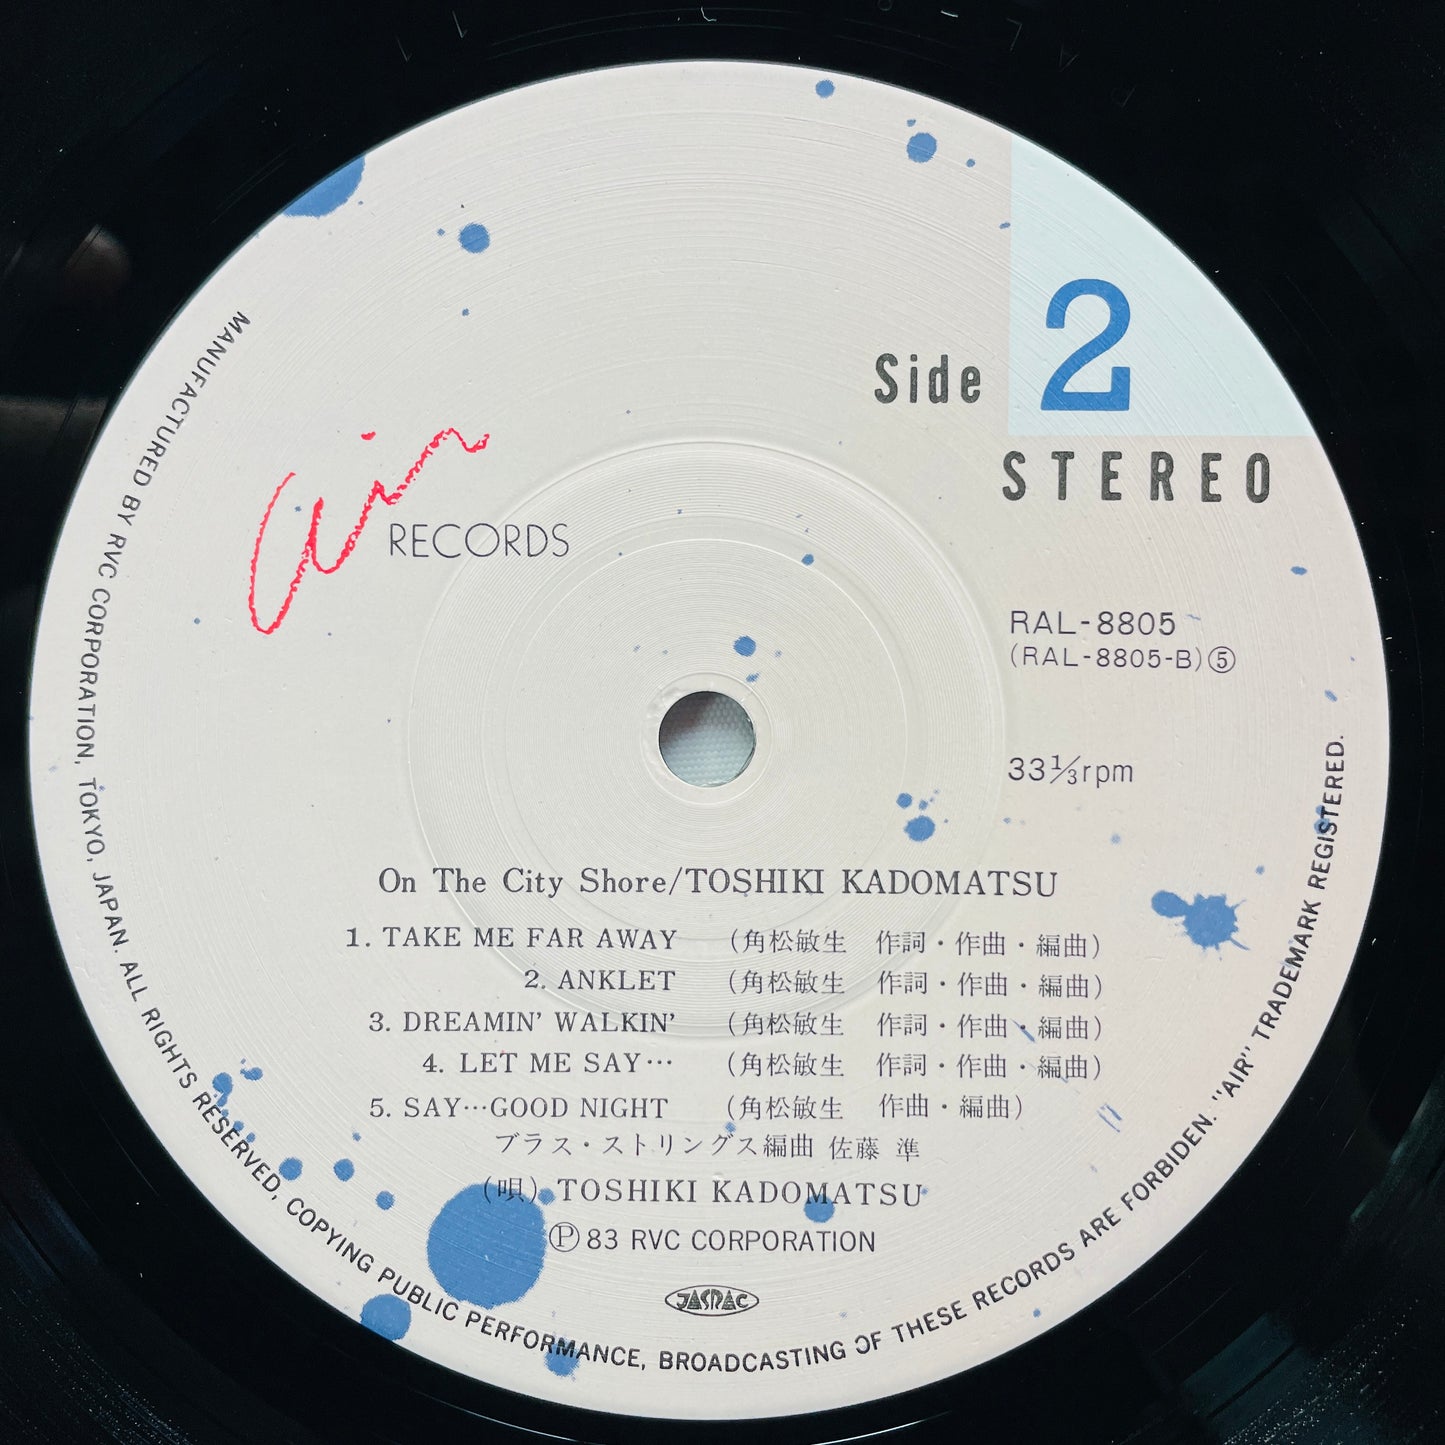 Side 2
STEREO
air
RECORDS
RAL-8805
(RAL-8805-B)⑤
33⅓rpm
On The City Shore/TOSHIKI KADOMATSU
1. TAKE ME FAR AWAY (角松敏生 作詞・作曲・編曲)
2. ANKLET (角松敏生 作詞・作曲・編曲)
3. DREAMIN' WALKIN' (角松敏生 作詞・作曲・編曲)
4. LET ME SAY… (角松敏生 作詞・作曲・編曲)
5. SAY…GOOD NIGHT (角松敏生 作曲・編曲)
ブラス・ストリングス編曲 佐藤 準
(唄) TOSHIKI KADOMATSU
Ⓟ83 RVC CORPORATION
JASRAC
MANUFACTURED BY RVC CORPORATION, TOKYO, JAPAN. ALL RIGHTS RESERVED, COPYING PUBLIC PERFORMANCE, BROADCASTING OF THESE RECORDS ARE FORBIDDEN. "AIR" TRADEMARK REGISTERED.